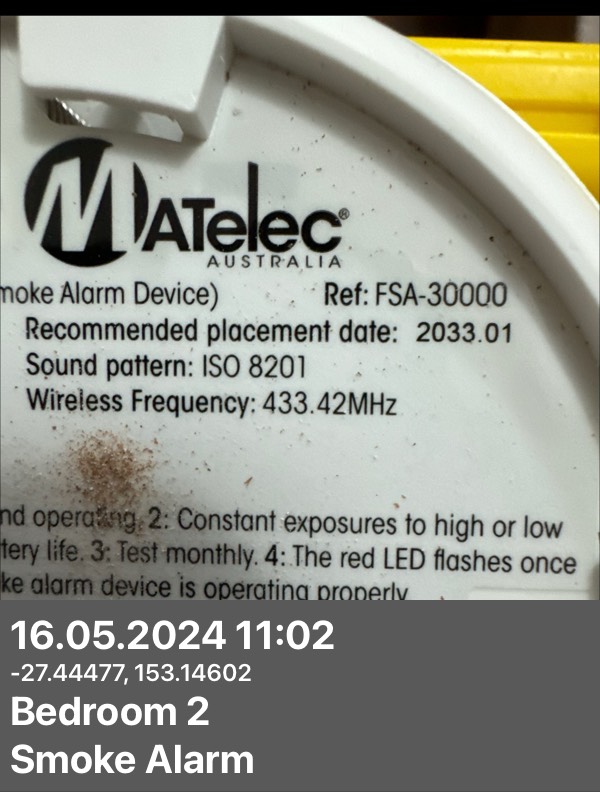 MATelec®
AUSTRALIA
moke Alarm Device) Ref: FSA-30000
Recommended placement date: 2033.01
Sound pattern: ISO 8201
Wireless Frequency: 433.42MHz
nd operating. 2: Constant exposures to high or low
tery life. 3: Test monthly. 4: The red LED flashes once
ke alarm device is operating properly
16.05.2024 11:02
-27.44477, 153.14602
Bedroom 2
Smoke Alarm